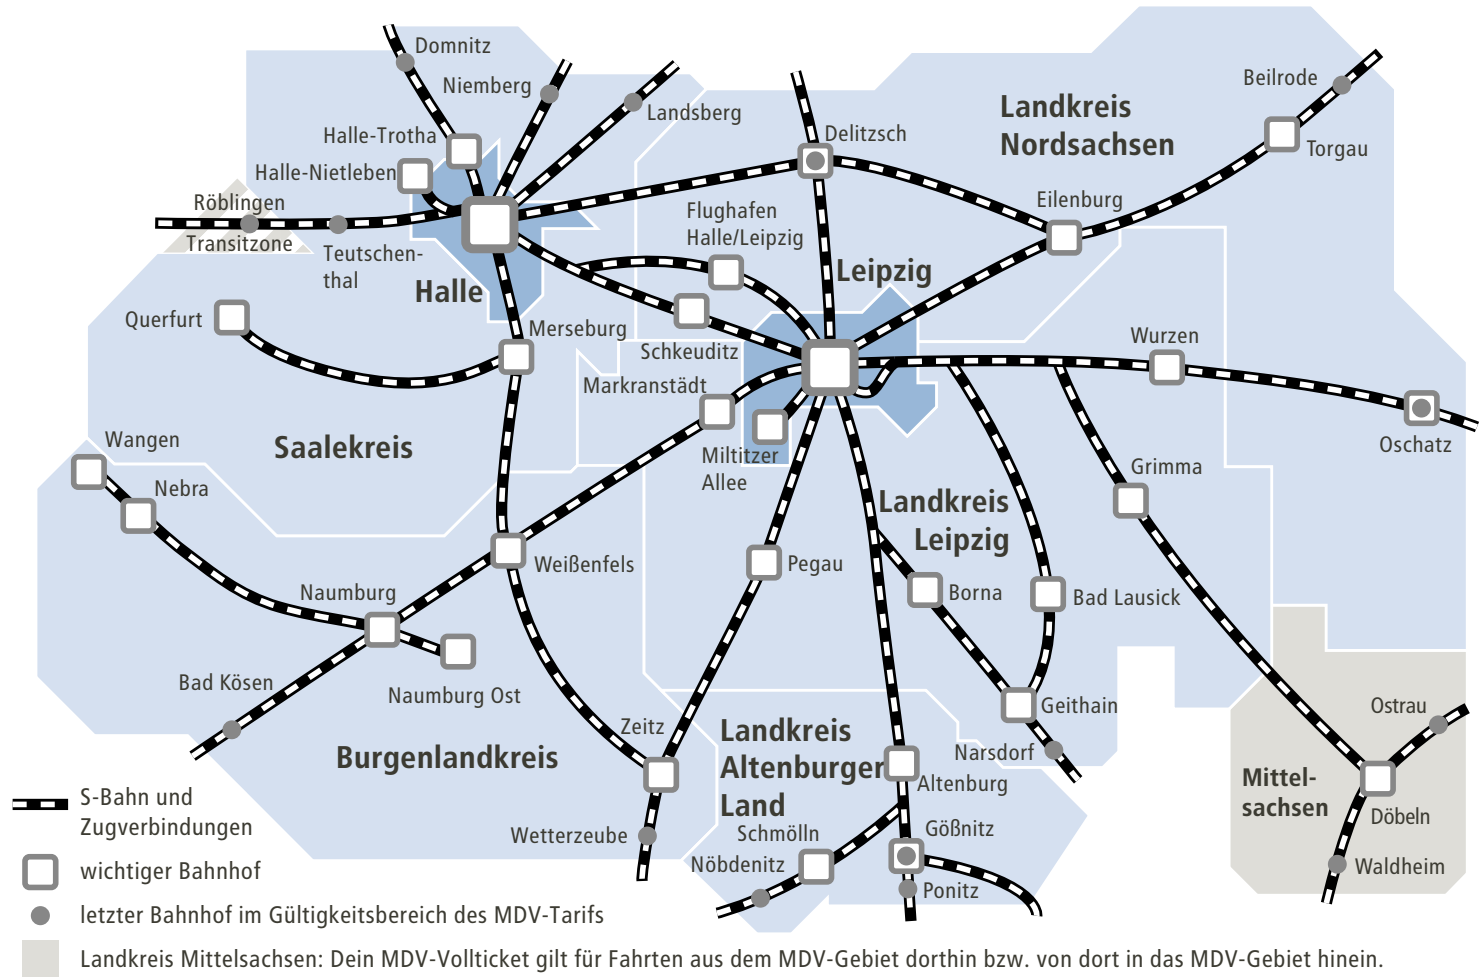 Domnitz
Niemberg
Landsberg
Halle-Trotha
Halle-Nietleben
Röblingen
Transitzone
Teutschen-
thal
Halle
Delitzsch
Landkreis
Nordsachsen
Beilrode
Torgau
Eilenburg
Flughafen
Halle/Leipzig
Leipzig
Querfurt
Merseburg
Schkeuditz
Markranstädt
Wurzen
Oschatz
Wangen
Nebra
Saalekreis
Miltitzer
Allee
Grimma
Landkreis
Leipzig
Weißenfels
Pegau
Borna
Bad Lausick
Naumburg
Naumburg Ost
Bad Kösen
Geithain
Narsdorf
Ostrau
Zeitz
Burgenlandkreis
Landkreis
Altenburger
Land
Altenburg
Mittel-
sachsen
Döbeln
Waldheim
Wetterzeube
Schmölln
Nöbdenitz
Gößnitz
Ponitz
S-Bahn und
Zugverbindungen
wichtiger Bahnhof
letzter Bahnhof im Gültigkeitsbereich des MDV-Tarifs
Landkreis Mittelsachsen: Dein MDV-Vollticket gilt für Fahrten aus dem MDV-Gebiet dorthin bzw. von dort in das MDV-Gebiet hinein.